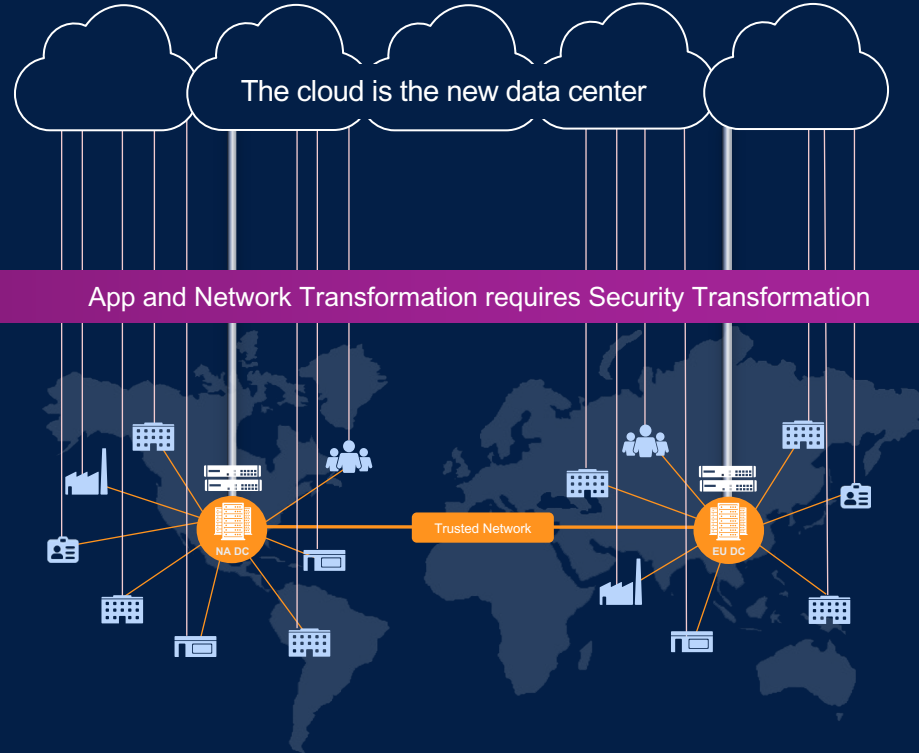 The cloud is the new data center
App and Network Transformation requires Security Transformation
Trusted Network
NA DC
EU DC